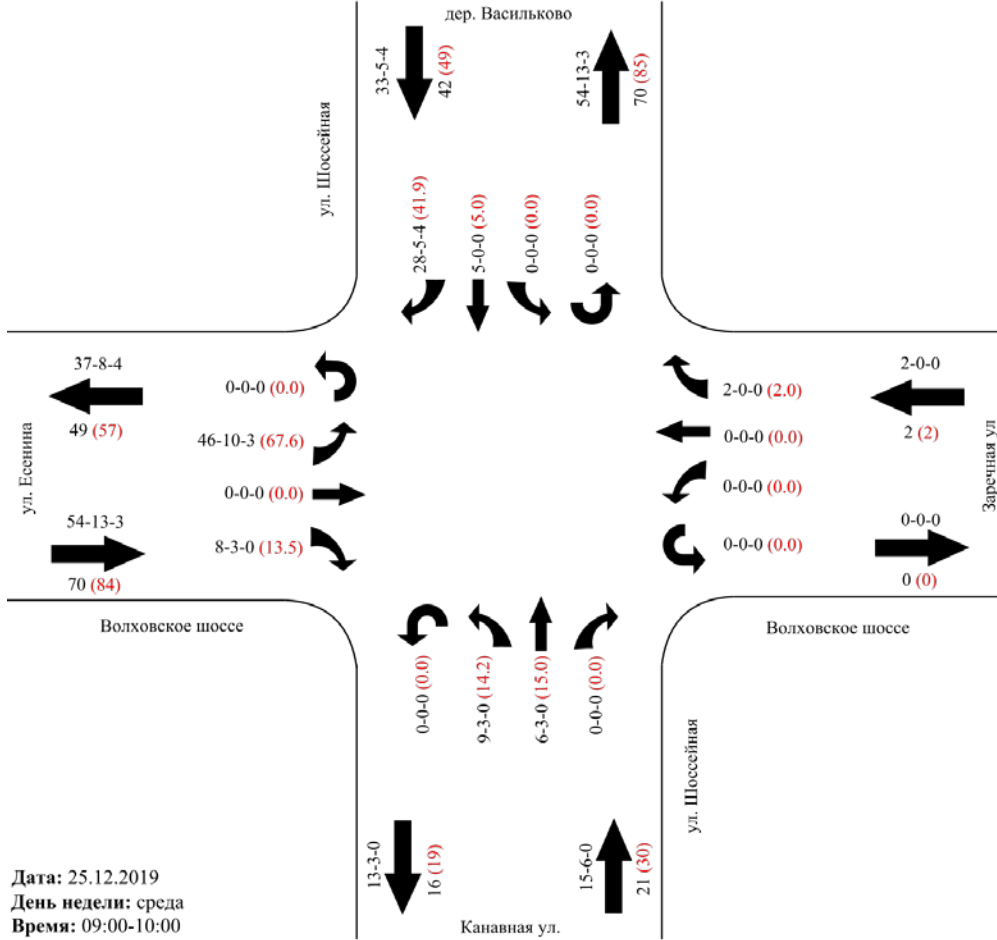 дер. Васильково
33-5-4
42 (49)
54-13-3
70 (85)
ул. Шоссейная
28-5-4 (41.9)
5-0-0 (5.0)
0-0-0 (0.0)
0-0-0 (0.0)
37-8-4
49 (57)
ул. Есенина
54-13-3
70 (84)
Волховское шоссе
0-0-0 (0.0)
46-10-3 (67.6)
0-0-0 (0.0)
8-3-0 (13.5)
2-0-0 (2.0)
0-0-0 (0.0)
0-0-0 (0.0)
0-0-0 (0.0)
2-0-0
2 (2)
Заречная ул
0-0-0
0 (0)
Волховское шоссе
0-0-0 (0.0)
9-3-0 (14.2)
6-3-0 (15.0)
0-0-0 (0.0)
ул. Шоссейная
13-3-0
16 (19)
15-6-0
21 (30)
Канавная ул.
Дата: 25.12.2019
День недели: среда
Время: 09:00-10:00